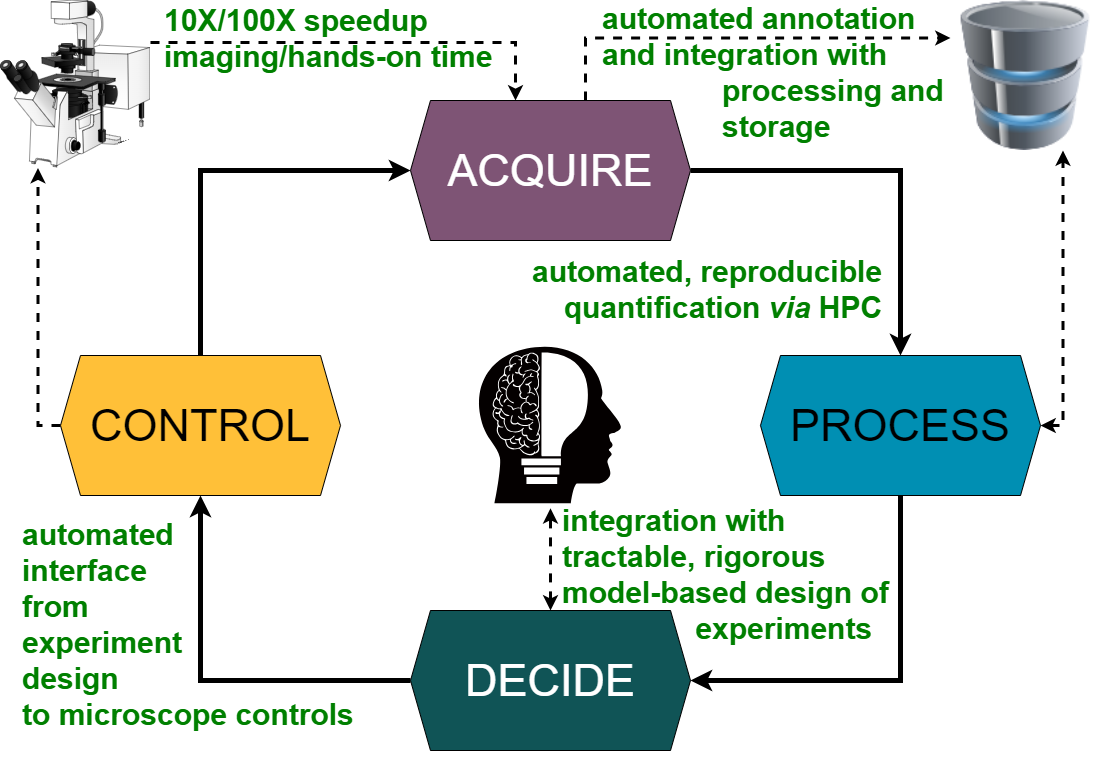 10X/100X speedup
imaging/hands-on time
automated annotation
and integration with
processing and
storage
ACQUIRE
automated, reproducible
quantification via HPC
CONTROL
PROCESS
automated
interface
from
experiment
design
to microscope controls
integration with
tractable, rigorous
model-based design of
experiments
DECIDE